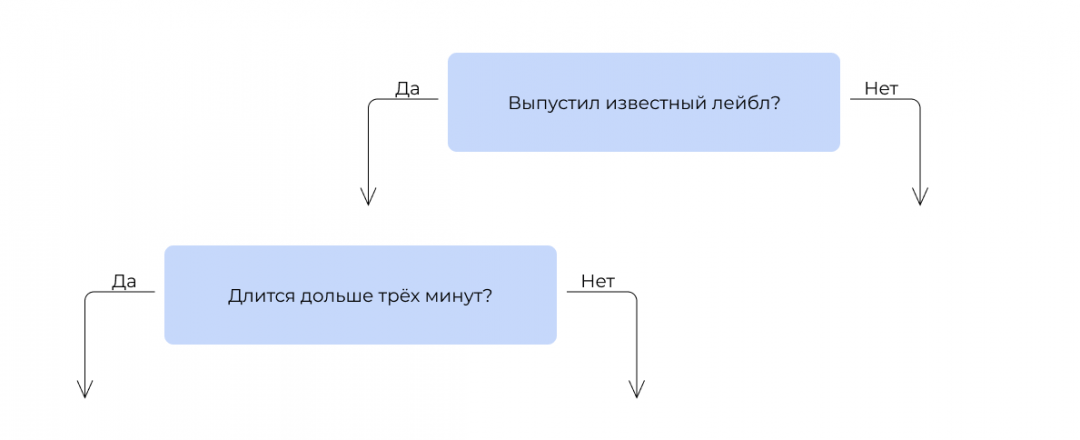 Да
Выпустил известный лейбл?
Нет
Да
Длится дольше трёх минут?
Нет